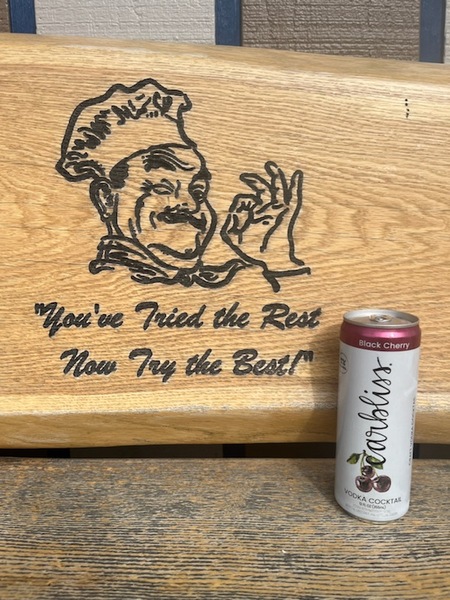 "You've Tried the Rest
Now Try the Best!"
Black Cherry
carbliss
VODKA COCKTAIL